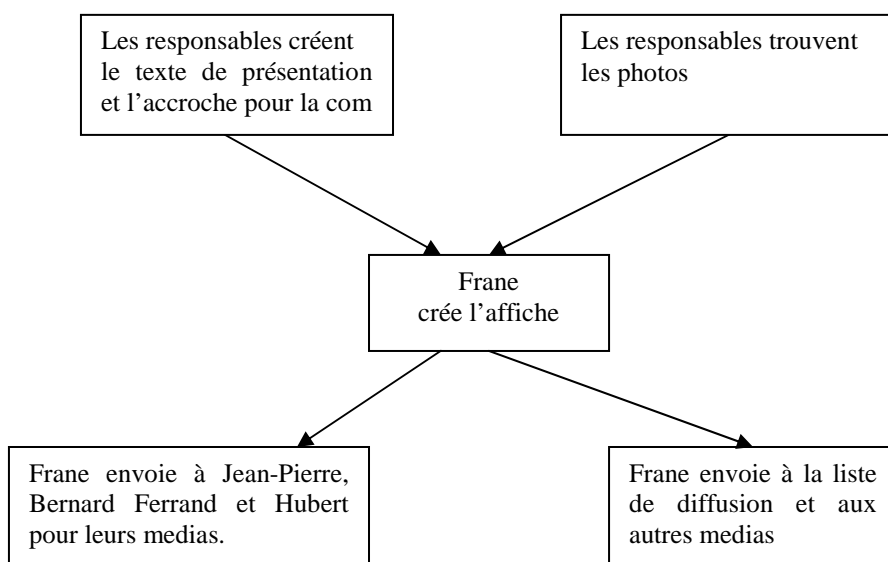 Les responsables créent
le texte de présentation
et l’accroche pour la com
Les responsables trouvent
les photos
Frane
crée l’affiche
Frane envoie à Jean-Pierre,
Bernard Ferrand et Hubert
pour leurs medias.
Frane envoie à la liste
de diffusion et aux
autres medias